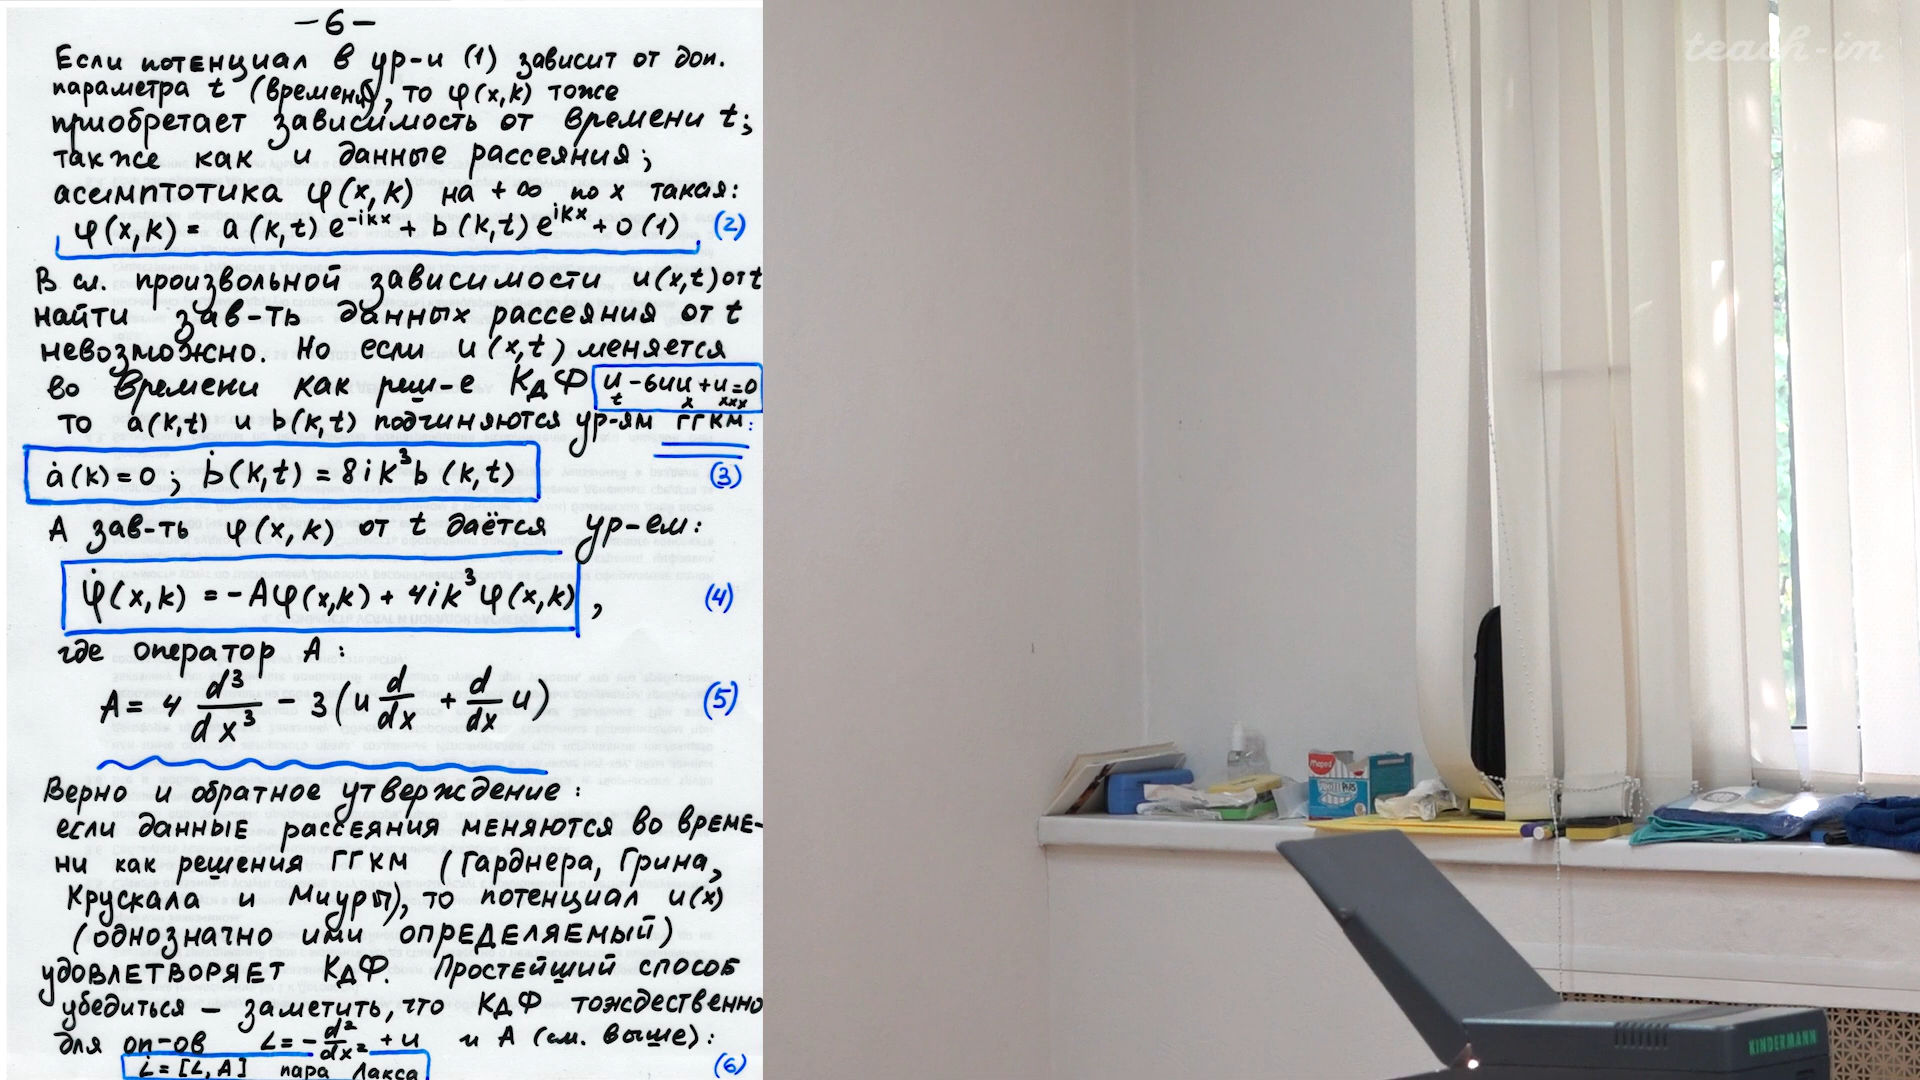 -6-
Если потенциал в ур-и (1) зависит от доп.
параметра t (времени), то φ(x,k) тоже
приобретает зависимость от времени t;
также как и данные рассеяния;
асимптотика φ(x,k) на +∞ по x такая:
φ(x,k) = a(k,t)e^{-ikx} + b(k,t)e^{ikx} + o(1) (2)
В сл. произвольной зависимости u(x,t) от t
найти зав-ть данных рассеяния от t
невозможно. Но если u(x,t) меняется
во времени как реш-е КдФ u_t - 6uu_x + u_xxx = 0
то a(k,t) и b(k,t) подчиняются ур-ям ГГКМ:
ȧ(k)=0; ḃ(k,t) = 8ik³b(k,t) (3)
А зав-ть φ(x,k) от t даётся ур-ем:
φ̇(x,k) = -Aφ(x,k) + 4ik³φ(x,k), (4)
где оператор A:
A = 4 d³/dx³ - 3(u d/dx + d/dx u) (5)
Верно и обратное утверждение:
если данные рассеяния меняются во време-
ни как решения ГГКМ (Гарднера, Грина,
Крускала и Миуры), то потенциал u(x)
(однозначно ими определяемый)
удовлетворяет КдФ. Простейший способ
убедиться – заметить, что КдФ тождественно
для оп-ов L = -d²/dx² + u и A (см. выше):
L̇ = [L, A] пара Лакса (6)
teach-in
maped
KINDERMANN